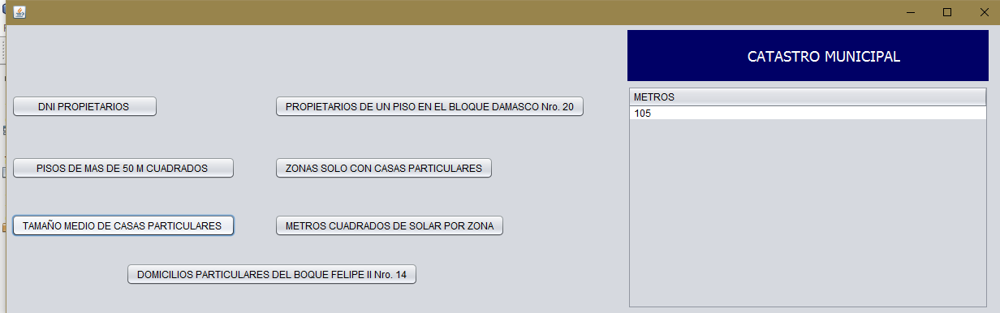 CATASTRO MUNICIPAL
DNI PROPIETARIOS
PROPIETARIOS DE UN PISO EN EL BLOQUE DAMASCO Nro. 20
PISOS DE MAS DE 50 M CUADRADOS
ZONAS SOLO CON CASAS PARTICULARES
TAMAÑO MEDIO DE CASAS PARTICULARES
METROS CUADRADOS DE SOLAR POR ZONA
DOMICILIOS PARTICULARES DEL BOQUE FELIPE II Nro. 14
METROS
105